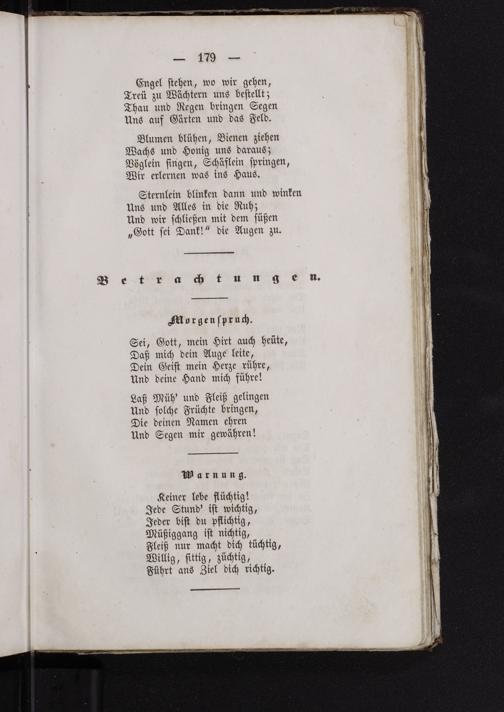 — 179 —
Engel stehen, wo wir gehen,
Treü zu Wächtern uns bestellt;
Thau und Regen bringen Segen
Uns auf Gärten und das Feld.
Blumen blühen, Bienen ziehen
Wachs und Honig uns daraus;
Vöglein singen, Schäflein springen,
Wir erlernen was ins Haus.
Sternlein blinken dann und winken
Uns und Alles in die Ruh;
Und wir schließen mit dem süßen
„Gott sei Dank!“ die Augen zu.
Betrachtungen.
Morgenspruch.
Sei, Gott, mein Hirt auch heüte,
Daß mich dein Auge leite,
Dein Geist mein Herze rühre,
Und deine Hand mich führe!
Laß Müh' und Fleiß gelingen
Und solche Früchte bringen,
Die deinen Namen ehren
Und Segen mir gewähren!
Warnung.
Keiner lebe flüchtig!
Jede Stund' ist wichtig,
Jeder bist du pflichtig,
Müßiggang ist nichtig,
Fleiß nur macht dich tüchtig,
Willig, sittig, züchtig,
Führt ans Ziel dich richtig.